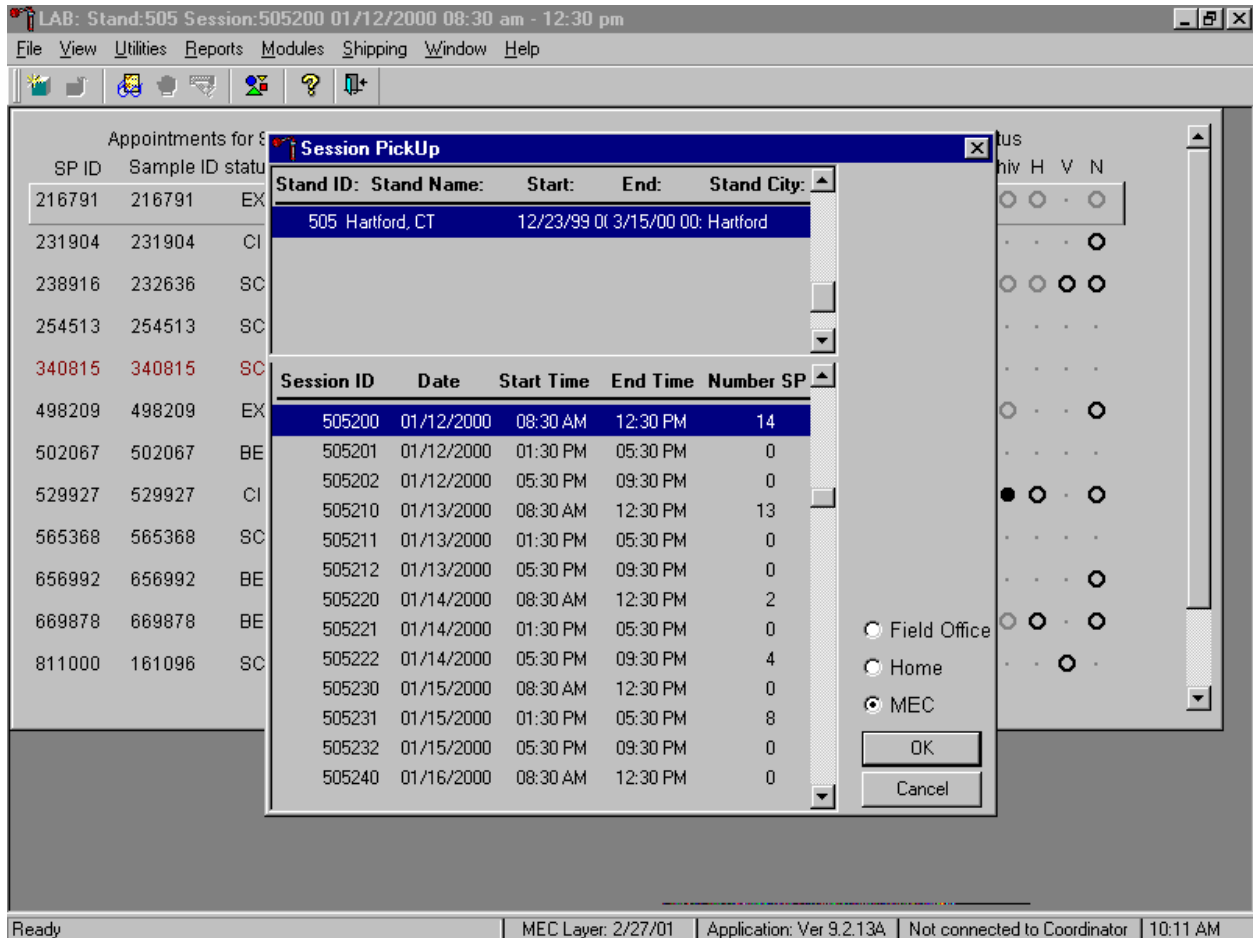 LAB: Stand:505 Session:505200 01/12/2000 08:30 am - 12:30 pm
File View Utilities Reports Modules Shipping Window Help
Appointments for S
SP ID Sample ID statu
hiv H V N
216791 216791 EX
231904 231904 CI
238916 232636 SC
254513 254513 SC
340815 340815 SC
498209 498209 EX
502067 502067 BE
529927 529927 CI
565368 565368 SC
656992 656992 BE
669878 669878 BE
811000 161096 SC
Session PickUp
Stand ID: Stand Name: Start: End: Stand City:
505 Hartford, CT 12/23/99 0( 3/15/00 00: Hartford
Session ID Date Start Time End Time Number SP
505200 01/12/2000 08:30 AM 12:30 PM 14
505201 01/12/2000 01:30 PM 05:30 PM 0
505202 01/12/2000 05:30 PM 09:30 PM 0
505210 01/13/2000 08:30 AM 12:30 PM 13
505211 01/13/2000 01:30 PM 05:30 PM 0
505212 01/13/2000 05:30 PM 09:30 PM 0
505220 01/14/2000 08:30 AM 12:30 PM 2
505221 01/14/2000 01:30 PM 05:30 PM 0
505222 01/14/2000 05:30 PM 09:30 PM 4
505230 01/15/2000 08:30 AM 12:30 PM 0
505231 01/15/2000 01:30 PM 05:30 PM 8
505232 01/15/2000 05:30 PM 09:30 PM 0
505240 01/16/2000 08:30 AM 12:30 PM 0
Field Office
Home
MEC
OK
Cancel
Ready MEC Layer: 2/27/01 Application: Ver 9.2.13A Not connected to Coordinator 10:11 AM